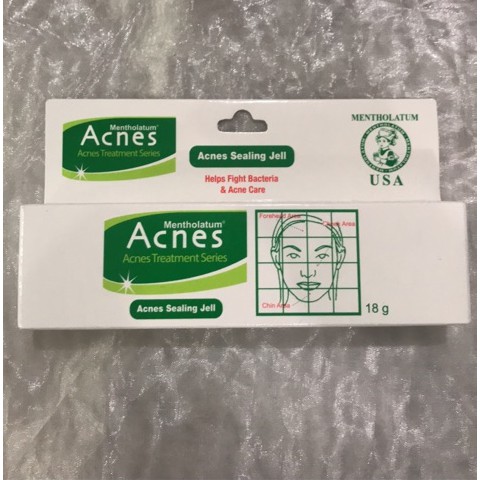 Mentholatum®
Acnes
Acnes Treatment Series
Acnes Sealing Jell
Helps Fight Bacteria
& Acne Care
MENTHOLATUM
USA
Mentholatum®
Acnes
Acnes Treatment Series
Acnes Sealing Jell
Forehead Area
Cheek Area
Chin Area
18 g